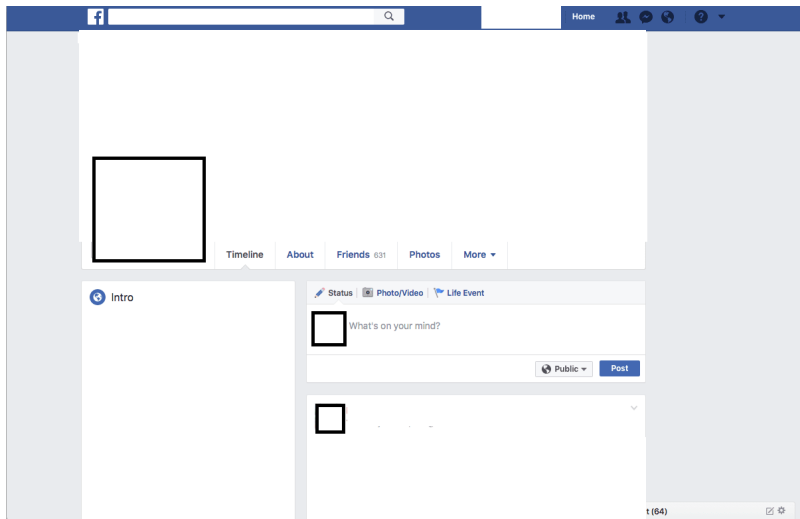 f
Home
?
Timeline About Friends 631 Photos More
Intro
Status Photo/Video Life Event
What's on your mind?
Public Post
t (64)